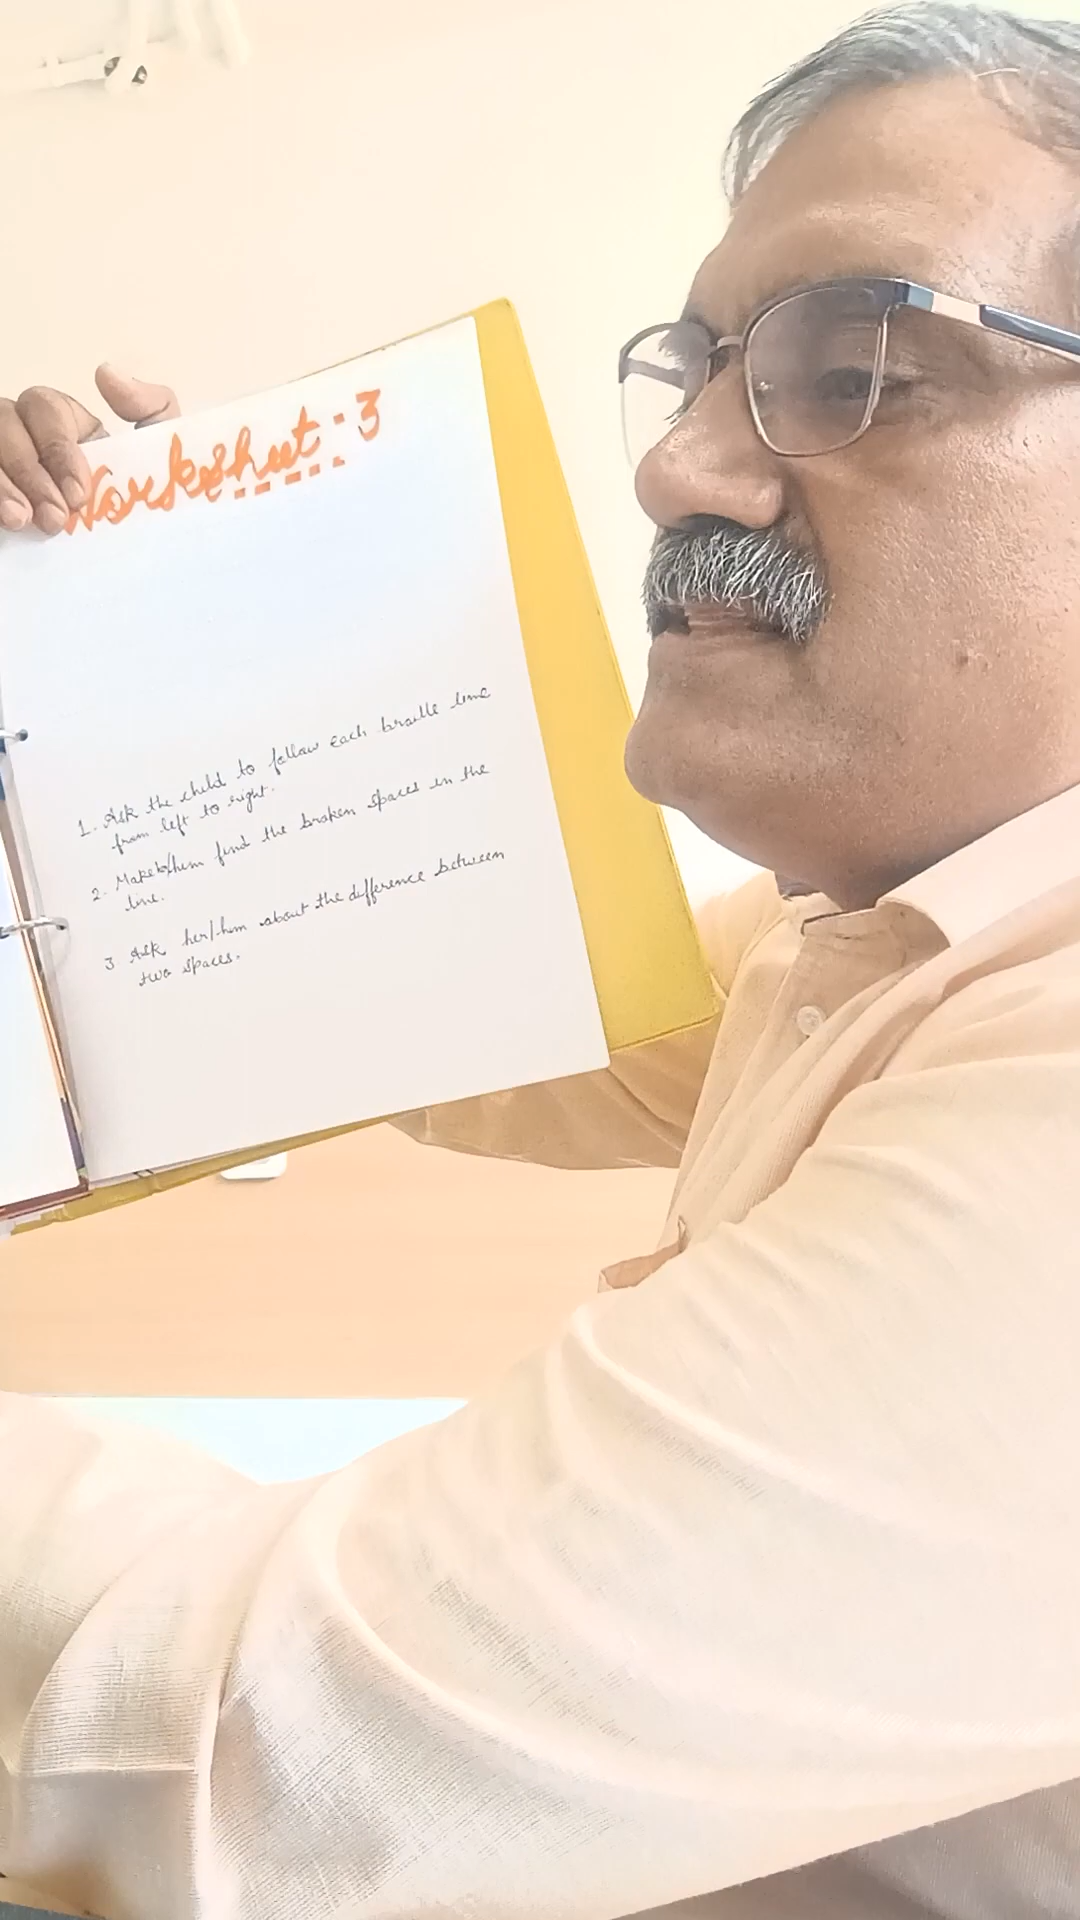 Worksheet : 3
1. Ask the child to follow each braille line
from left to right.
2. Make her/him find the broken spaces in the
line.
3 Ask her/him about the difference between
two spaces.